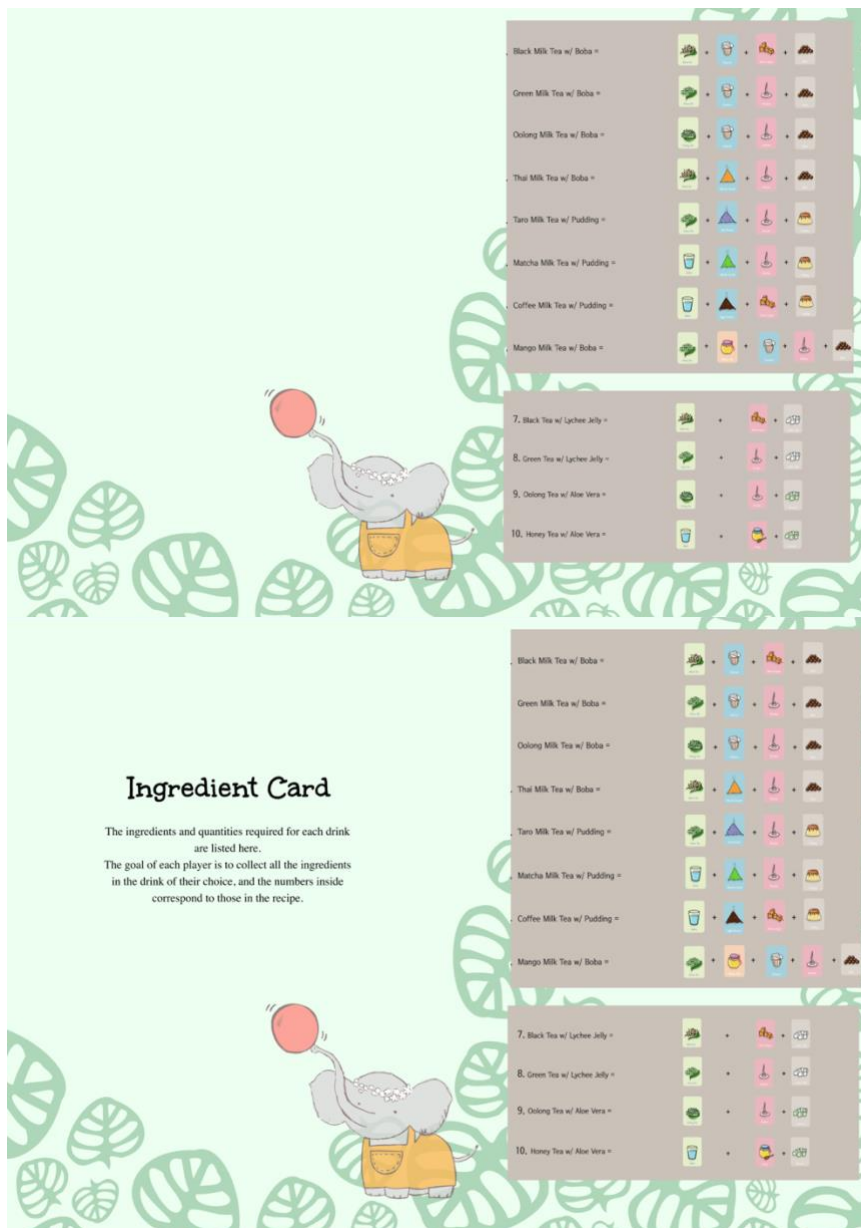 Black Milk Tea w/ Boba =
Green Milk Tea w/ Boba =
Oolong Milk Tea w/ Boba =
Thai Milk Tea w/ Boba =
Taro Milk Tea w/ Pudding =
Matcha Milk Tea w/ Pudding =
Coffee Milk Tea w/ Pudding =
Mango Milk Tea w/ Boba =
7. Black Tea w/ Lychee Jelly =
8. Green Tea w/ Lychee Jelly =
9. Oolong Tea w/ Aloe Vera =
10. Honey Tea w/ Aloe Vera =
Ingredient Card
The ingredients and quantities required for each drink
are listed here.
The goal of each player is to collect all the ingredients
in the drink of their choice, and the numbers inside
correspond to those in the recipe.
Black Milk Tea w/ Boba =
Green Milk Tea w/ Boba =
Oolong Milk Tea w/ Boba =
Thai Milk Tea w/ Boba =
Taro Milk Tea w/ Pudding =
Matcha Milk Tea w/ Pudding =
Coffee Milk Tea w/ Pudding =
Mango Milk Tea w/ Boba =
7. Black Tea w/ Lychee Jelly =
8. Green Tea w/ Lychee Jelly =
9. Oolong Tea w/ Aloe Vera =
10. Honey Tea w/ Aloe Vera =